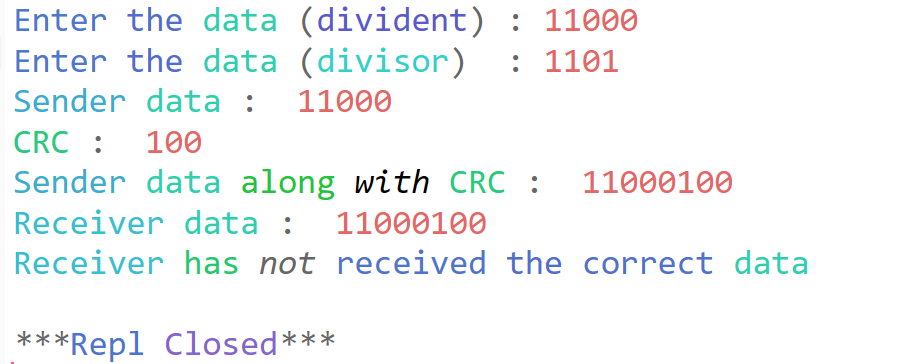 Enter the data (divident) : 11000
Enter the data (divisor)  : 1101
Sender data :  11000
CRC :  100
Sender data along with CRC :  11000100
Receiver data :  11000100
Receiver has not received the correct data
***Repl Closed***